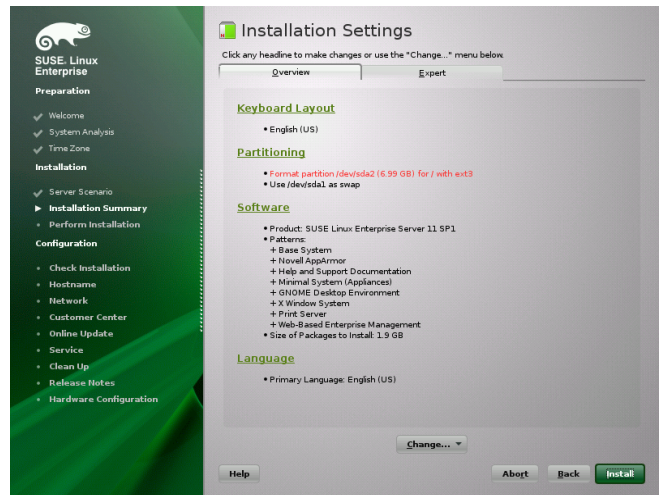 SUSE. Linux
Enterprise
Preparation
Welcome
System Analysis
Time Zone
Installation
Server Scenario
Installation Summary
Perform Installation
Configuration
Check Installation
Hostname
Network
Customer Center
Online Update
Service
Clean Up
Release Notes
Hardware Configuration
Installation Settings
Click any headline to make changes or use the "Change..." menu below.
Overview Expert
Keyboard Layout
• English (US)
Partitioning
• Format partition /dev/sda2 (6.99 GB) for / with ext3
• Use /dev/sda1 as swap
Software
• Product: SUSE Linux Enterprise Server 11 SP1
• Patterns:
+ Base System
+ Novell AppArmor
+ Help and Support Documentation
+ Minimal System (Appliances)
+ GNOME Desktop Environment
+ X Window System
+ Print Server
+ Web-Based Enterprise Management
• Size of Packages to Install: 1.9 GB
Language
• Primary Language: English (US)
Change...
Help Abort Back Install